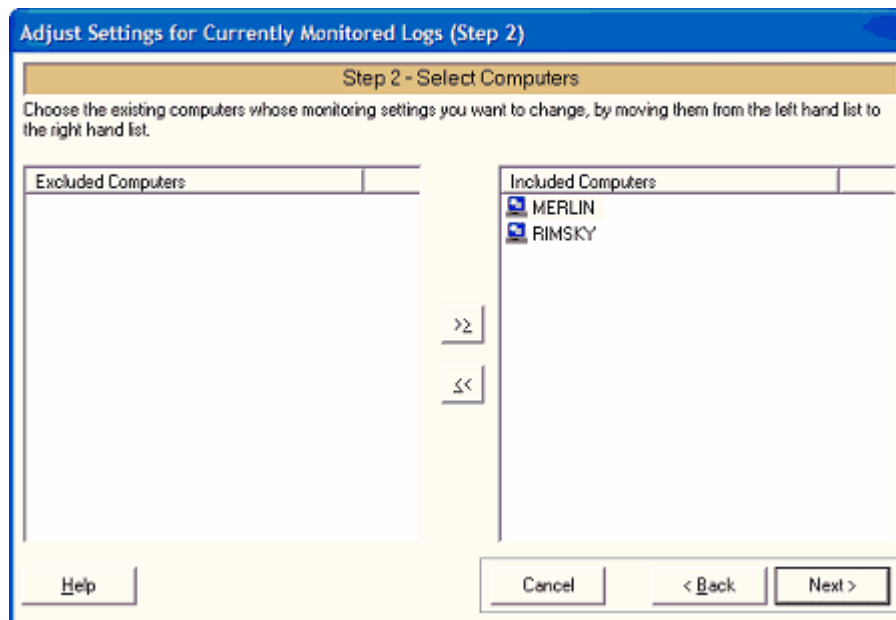 Adjust Settings for Currently Monitored Logs (Step 2)
Step 2 - Select Computers
Choose the existing computers whose monitoring settings you want to change, by moving them from the left hand list to
the right hand list.
Excluded Computers
Included Computers
MERLIN
RIMSKY
>>
<<
Help
Cancel
< Back
Next >